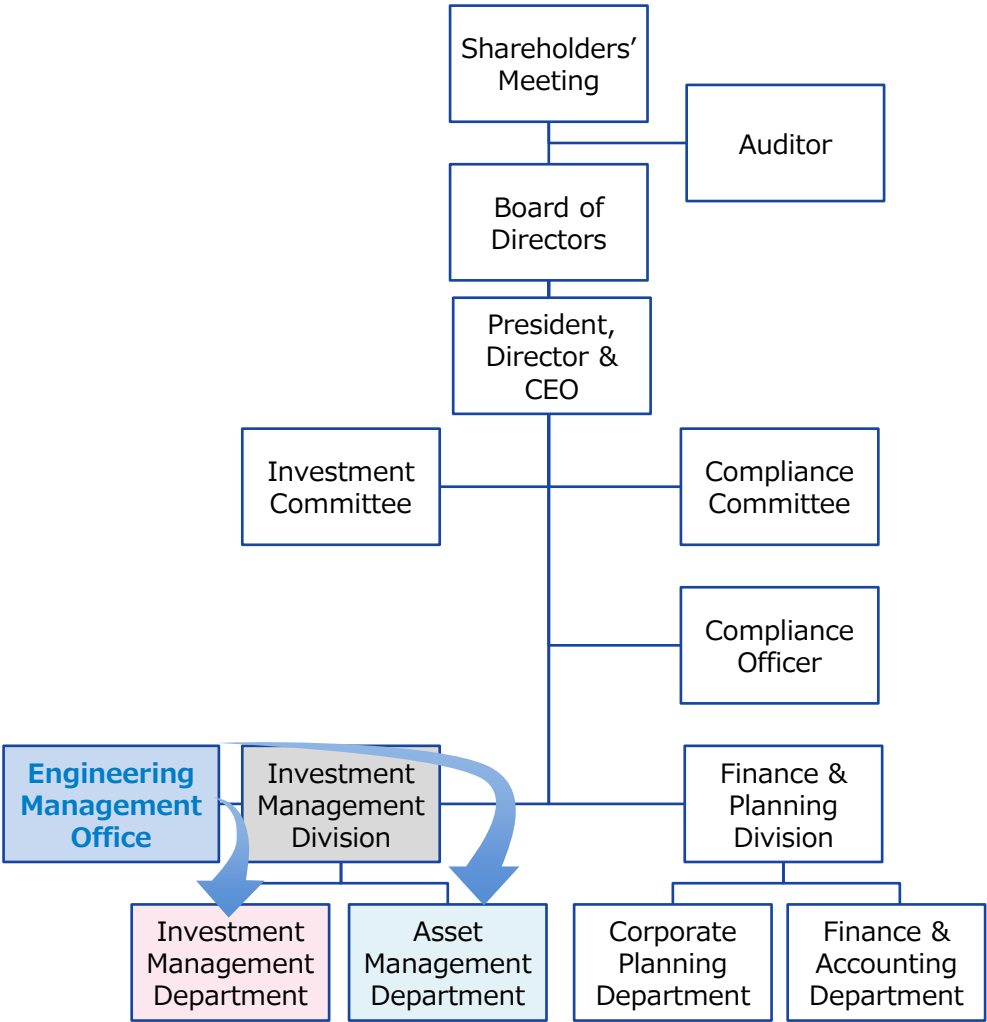 Shareholders’
Meeting
Auditor
Board of
Directors
President,
Director &
CEO
Investment
Committee
Compliance
Committee
Compliance
Officer
Engineering
Management
Office
Investment
Management
Division
Finance &
Planning
Division
Investment
Management
Department
Asset
Management
Department
Corporate
Planning
Department
Finance &
Accounting
Department